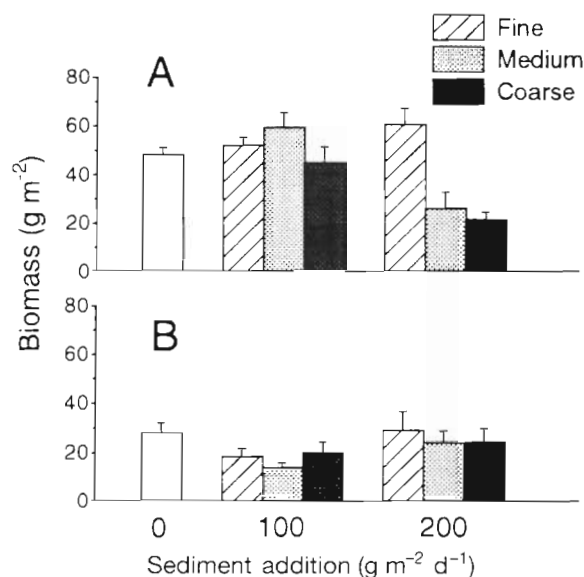 Fine
Medium
Coarse
A
80
60
40
20
0
B
80
60
40
20
0
Biomass (g m⁻²)
0 100 200
Sediment addition (g m⁻² d⁻¹)